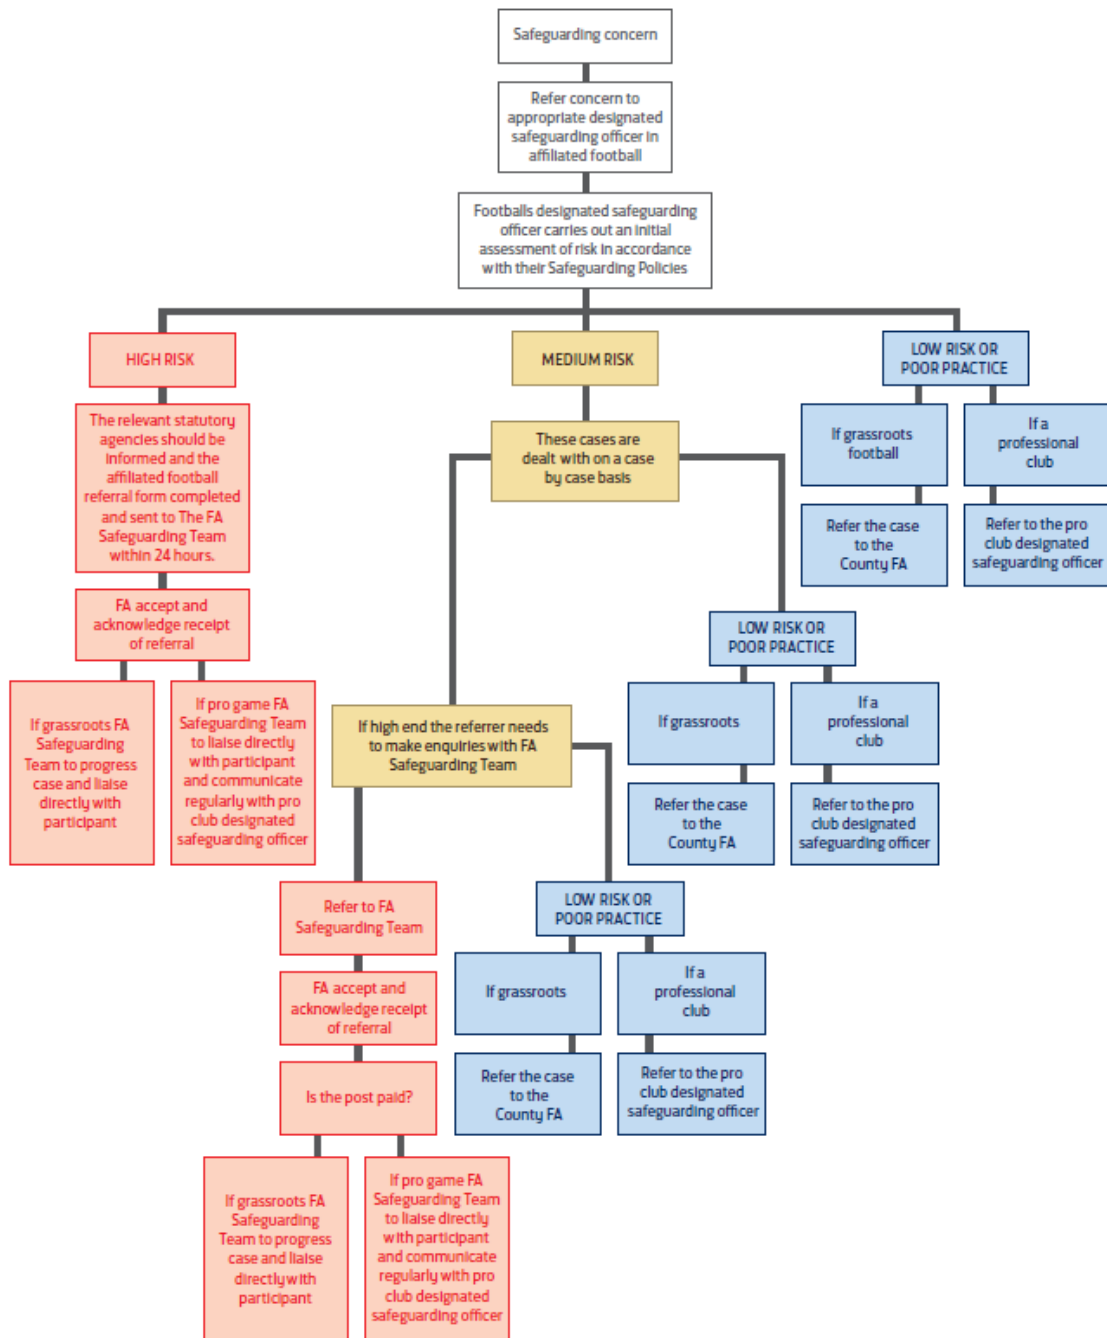 Safeguarding concern
Refer concern to
appropriate designated
safeguarding officer in
affiliated football
Footballs designated safeguarding
officer carries out an initial
assessment of risk in accordance
with their Safeguarding Policies
HIGH RISK
The relevant statutory
agencies should be
informed and the
affiliated football
referral form completed
and sent to The FA
Safeguarding Team
within 24 hours.
FA accept and
acknowledge receipt
of referral
If grassroots FA
Safeguarding
Team to progress
case and liaise
directly with
participant
If pro game FA
Safeguarding Team
to liaise directly
with participant
and communicate
regularly with pro
club designated
safeguarding officer
MEDIUM RISK
These cases are
dealt with on a case
by case basis
If high end the referrer needs
to make enquiries with FA
Safeguarding Team
Refer to FA
Safeguarding Team
FA accept and
acknowledge receipt
of referral
Is the post paid?
If grassroots FA
Safeguarding
Team to progress
case and liaise
directly with
participant
If pro game FA
Safeguarding Team
to liaise directly
with participant
and communicate
regularly with pro
club designated
safeguarding officer
LOW RISK OR
POOR PRACTICE
If grassroots
If a
professional
club
Refer the case
to the
County FA
Refer to the pro
club designated
safeguarding officer
LOW RISK OR
POOR PRACTICE
If grassroots
If a
professional
club
Refer the case
to the
County FA
Refer to the pro
club designated
safeguarding officer
LOW RISK OR
POOR PRACTICE
If grassroots
football
If a
professional
club
Refer the case
to the
County FA
Refer to the pro
club designated
safeguarding officer